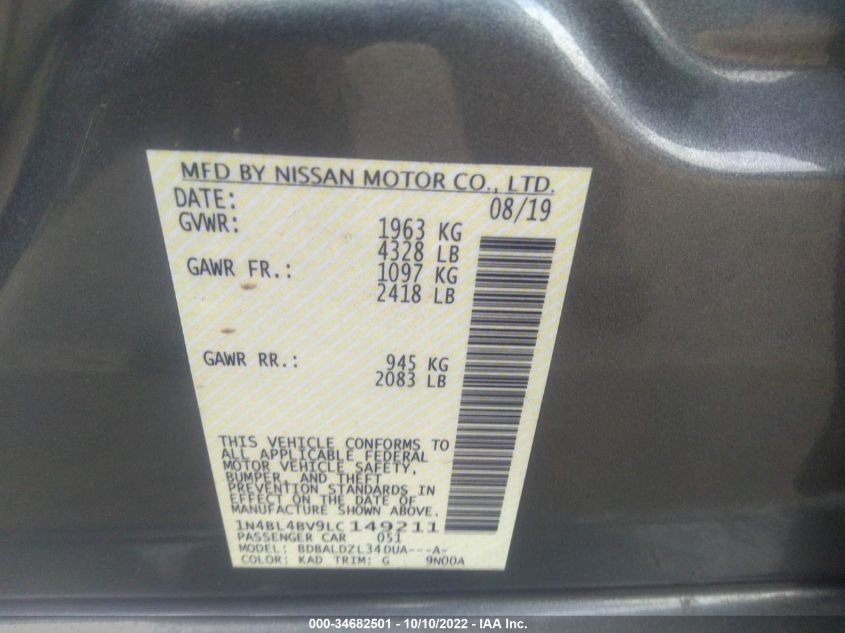 MFD BY NISSAN MOTOR CO., LTD.
DATE: 08/19
GVWR: 1963 KG
4328 LB
GAWR FR.: 1097 KG
2418 LB
GAWR RR.: 945 KG
2083 LB
THIS VEHICLE CONFORMS TO
ALL APPLICABLE FEDERAL
MOTOR VEHICLE SAFETY,
BUMPER, AND THEFT
PREVENTION STANDARDS IN
EFFECT ON THE DATE OF
MANUFACTURE SHOWN ABOVE.
1N4BL4BV9LC149211
PASSENGER CAR 051
MODEL: BDBALDZL34DUA---A-
COLOR: KAD TRIM: G 9N00A
000-34682501 - 10/10/2022 - IAA Inc.